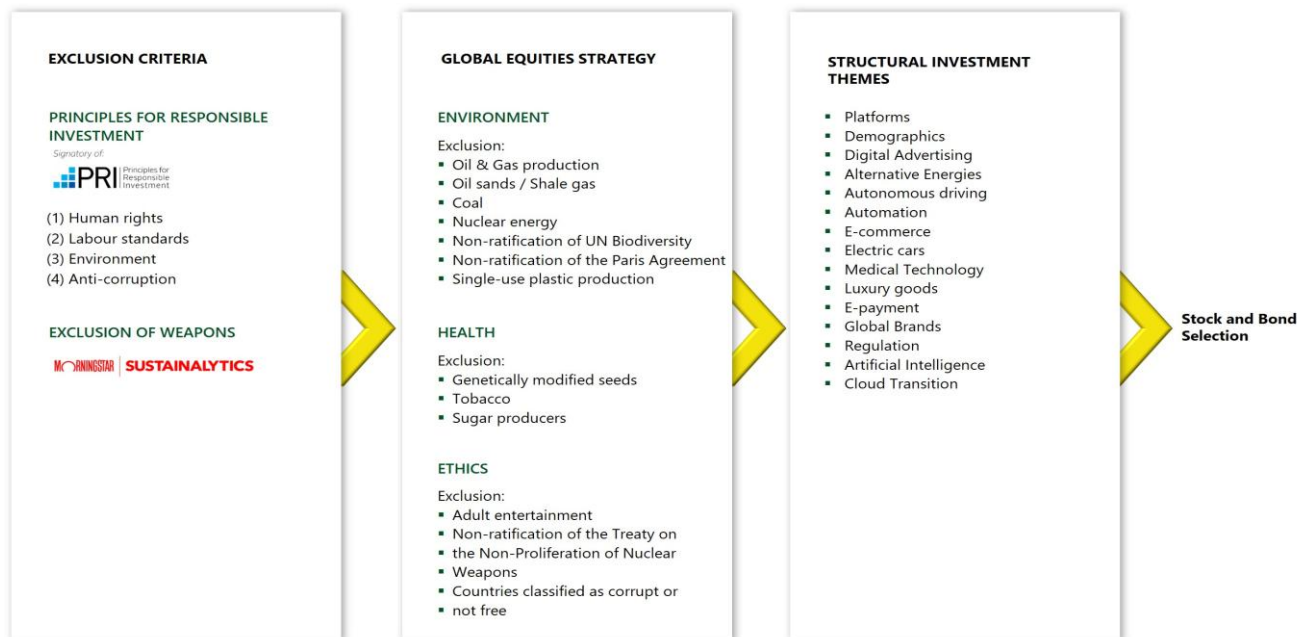 EXCLUSION CRITERIA
PRINCIPLES FOR RESPONSIBLE
INVESTMENT
Signatory of:
PRI Principles for
Responsible
Investment
(1) Human rights
(2) Labour standards
(3) Environment
(4) Anti-corruption
EXCLUSION OF WEAPONS
MORNINGSTAR | SUSTAINALYTICS
GLOBAL EQUITIES STRATEGY
ENVIRONMENT
Exclusion:
▪ Oil & Gas production
▪ Oil sands / Shale gas
▪ Coal
▪ Nuclear energy
▪ Non-ratification of UN Biodiversity
▪ Non-ratification of the Paris Agreement
▪ Single-use plastic production
HEALTH
Exclusion:
▪ Genetically modified seeds
▪ Tobacco
▪ Sugar producers
ETHICS
Exclusion:
▪ Adult entertainment
▪ Non-ratification of the Treaty on
▪ the Non-Proliferation of Nuclear
▪ Weapons
▪ Countries classified as corrupt or
▪ not free
STRUCTURAL INVESTMENT
THEMES
▪ Platforms
▪ Demographics
▪ Digital Advertising
▪ Alternative Energies
▪ Autonomous driving
▪ Automation
▪ E-commerce
▪ Electric cars
▪ Medical Technology
▪ Luxury goods
▪ E-payment
▪ Global Brands
▪ Regulation
▪ Artificial Intelligence
▪ Cloud Transition
Stock and Bond
Selection